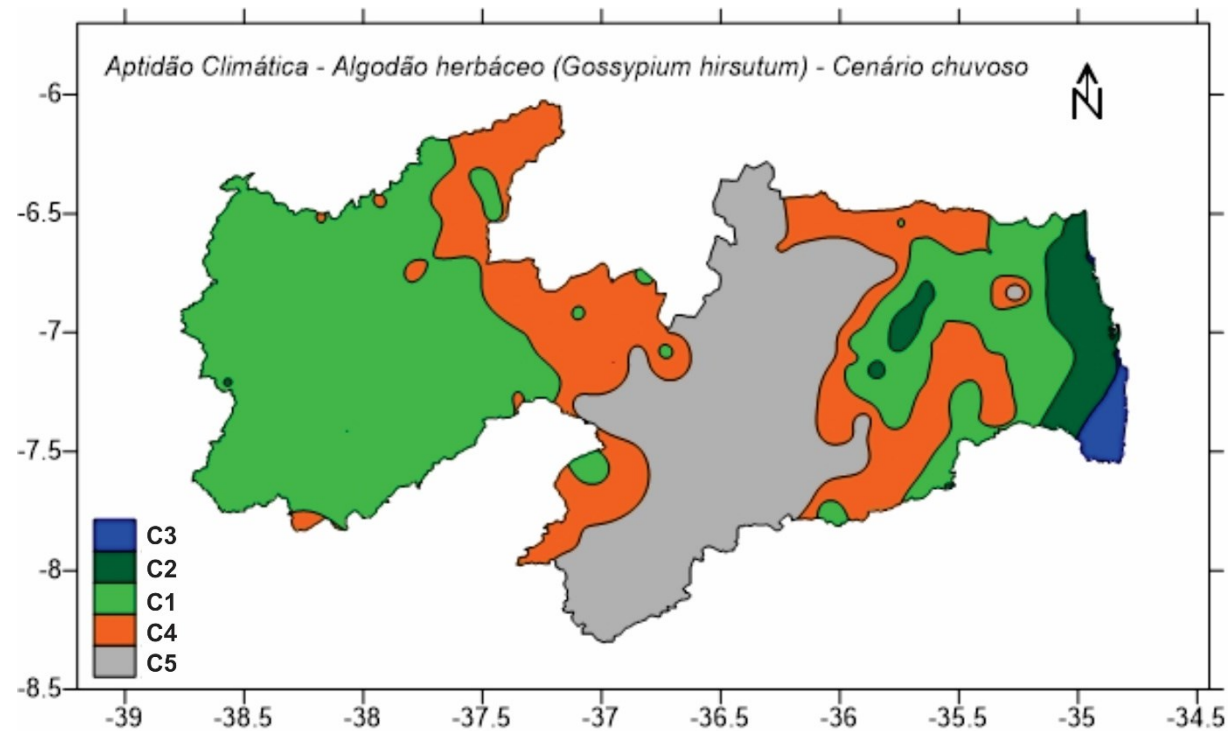 Aptidão Climática - Algodão herbáceo (Gossypium hirsutum) - Cenário chuvoso
N
-6
-6.5
-7
-7.5
-8
-8.5
C3
C2
C1
C4
C5
-39 -38.5 -38 -37.5 -37 -36.5 -36 -35.5 -35 -34.5